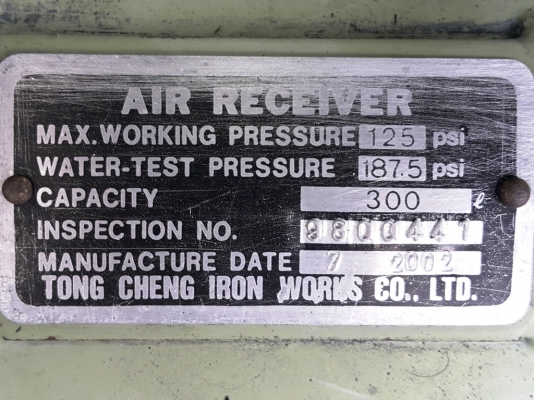 AIR RECEIVER
MAX. WORKING PRESSURE 125 psi
WATER-TEST PRESSURE 187.5 psi
CAPACITY 300 ℓ
INSPECTION NO. 9800441
MANUFACTURE DATE 7 2002
TONG CHENG IRON WORKS CO., LTD.